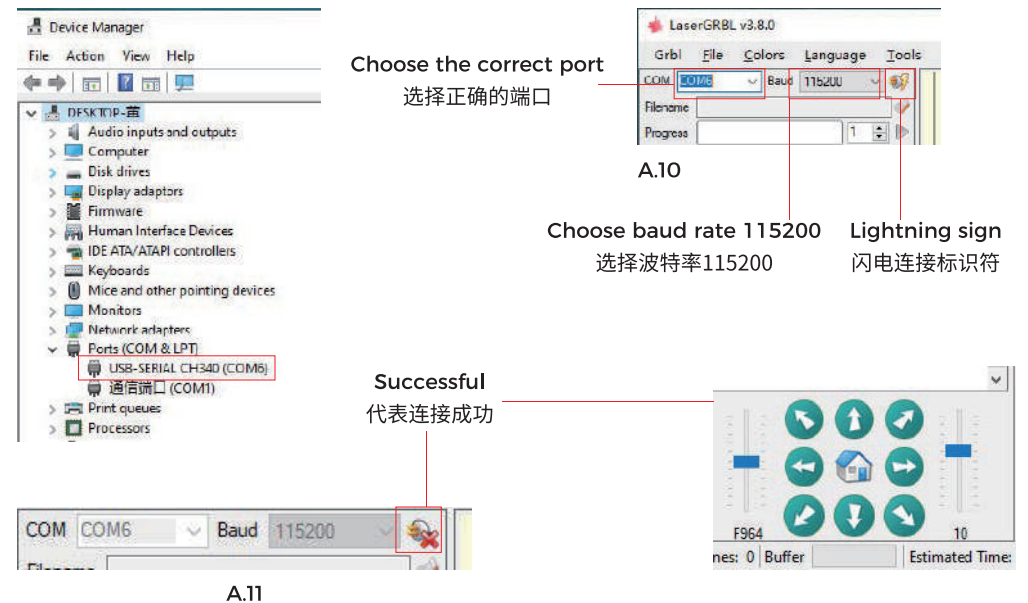 Device Manager
File Action View Help
DESKTOP-苗
Audio inputs and outputs
Computer
Disk drives
Display adaptors
Firmware
Human Interface Devices
IDE ATA/ATAPI controllers
Keyboards
Mice and other pointing devices
Monitors
Network adapters
Ports (COM & LPT)
USB-SERIAL CH340 (COM6)
通信端口 (COM1)
Print queues
Processors
Choose the correct port
选择正确的端口
LaserGRBL v3.8.0
Grbl File Colors Language Tools
COM COM6 Baud 115200
Filename
Progress 1
A.10
Choose baud rate 115200
选择波特率115200
Lightning sign
闪电连接标识符
Successful
代表连接成功
COM COM6 Baud 115200
Filename
A.11
F964 10
nes: 0 Buffer Estimated Time: